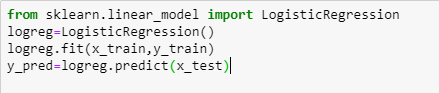 from sklearn.linear_model import LogisticRegression
logreg=LogisticRegression()
logreg.fit(x_train,y_train)
y_pred=logreg.predict(x_test)